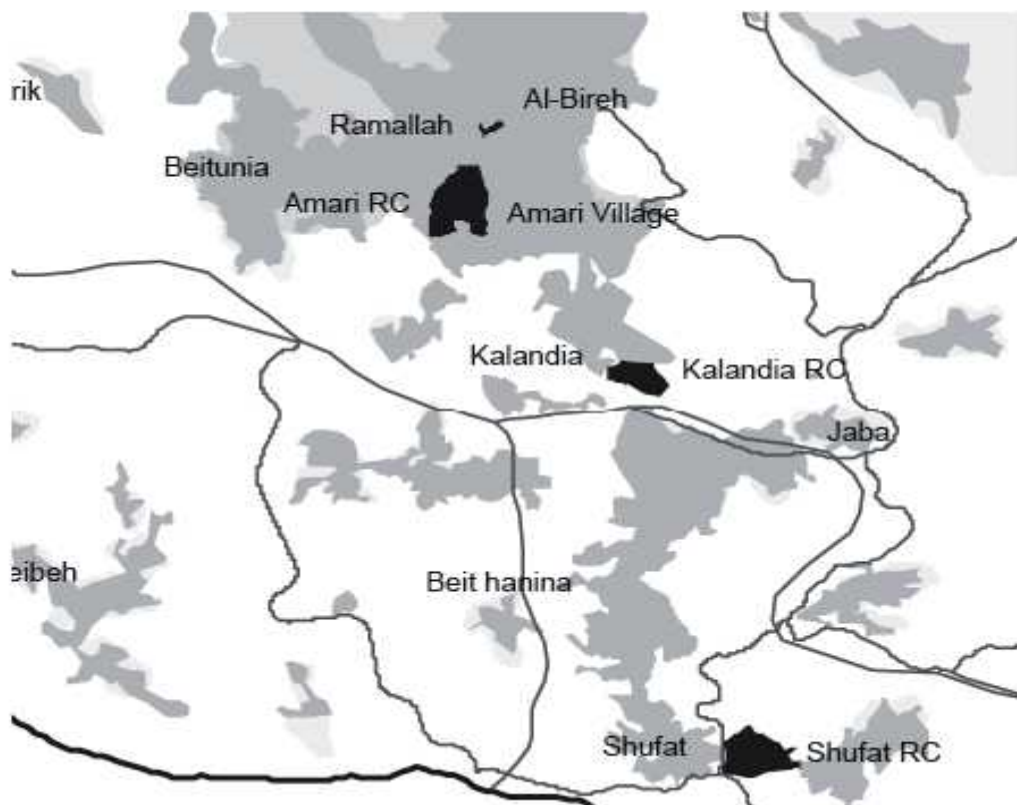 Al-Bireh
rik
Ramallah
Beitunia
Amari RC
Amari Village
Kalandia
Kalandia RC
Jaba
eibeh
Beit hanina
Shufat
Shufat RC